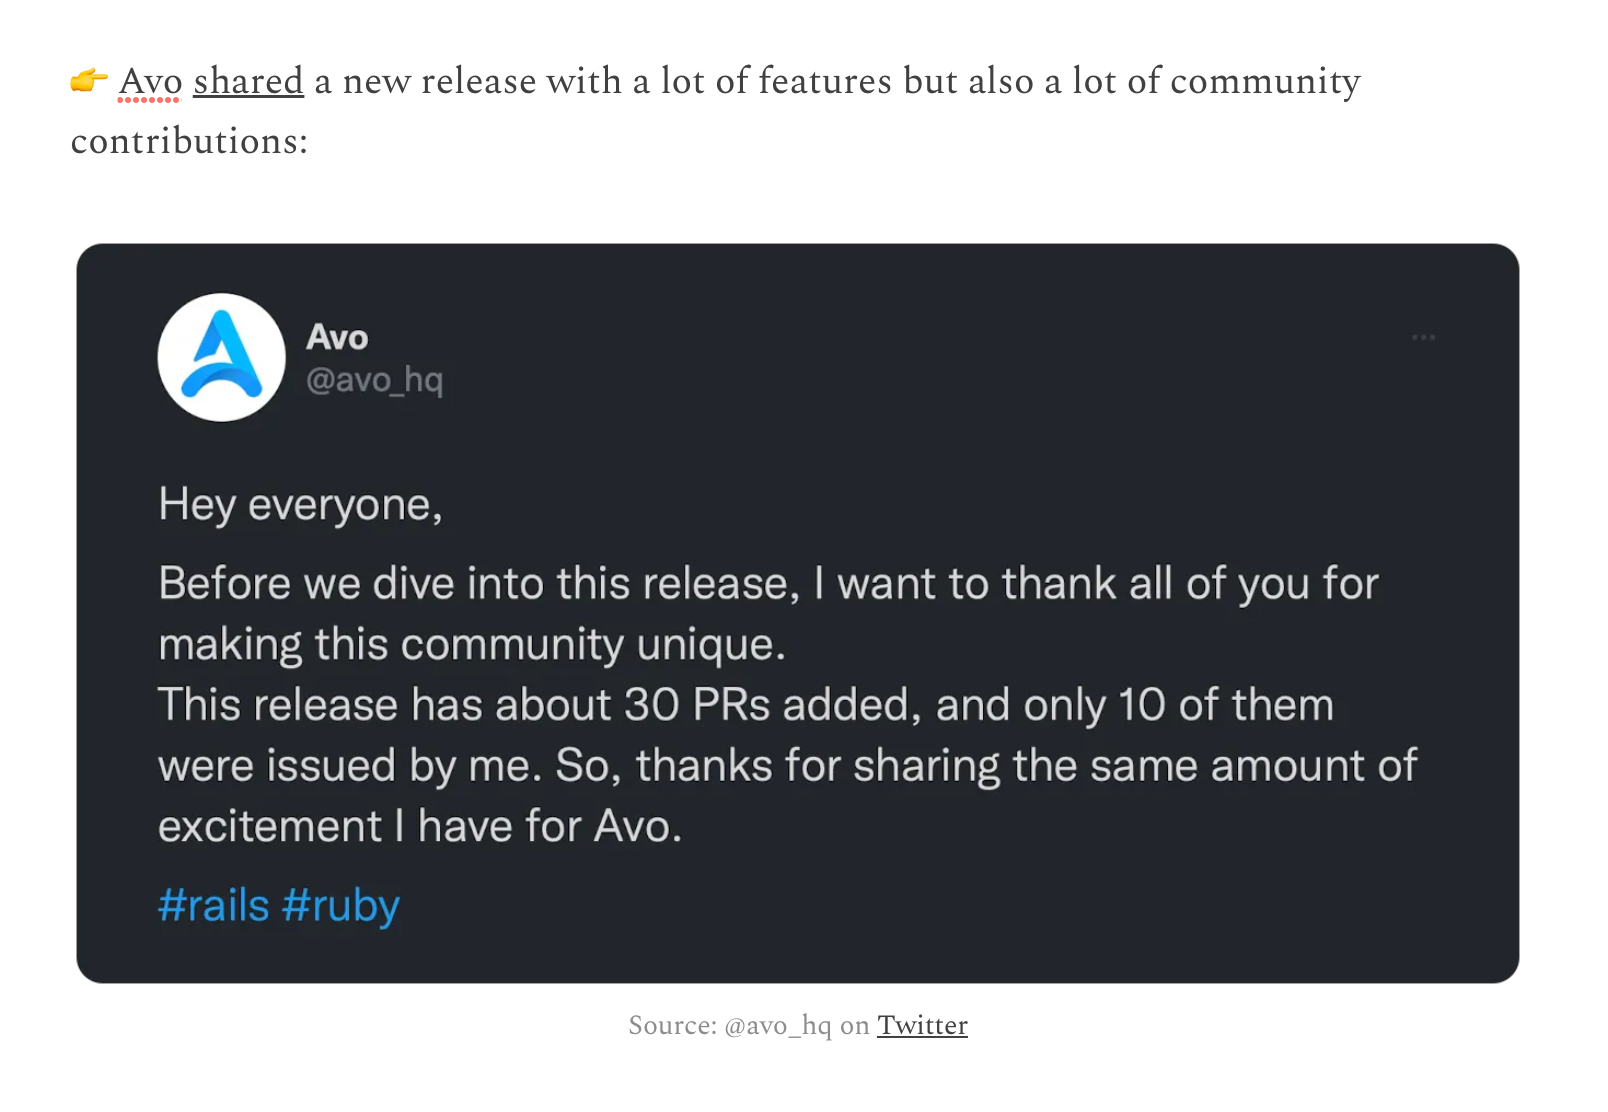 👉 Avo shared a new release with a lot of features but also a lot of community
contributions:
Avo
@avo_hq
...
Hey everyone,
Before we dive into this release, I want to thank all of you for
making this community unique.
This release has about 30 PRs added, and only 10 of them
were issued by me. So, thanks for sharing the same amount of
excitement I have for Avo.
#rails #ruby
Source: @avo_hq on Twitter